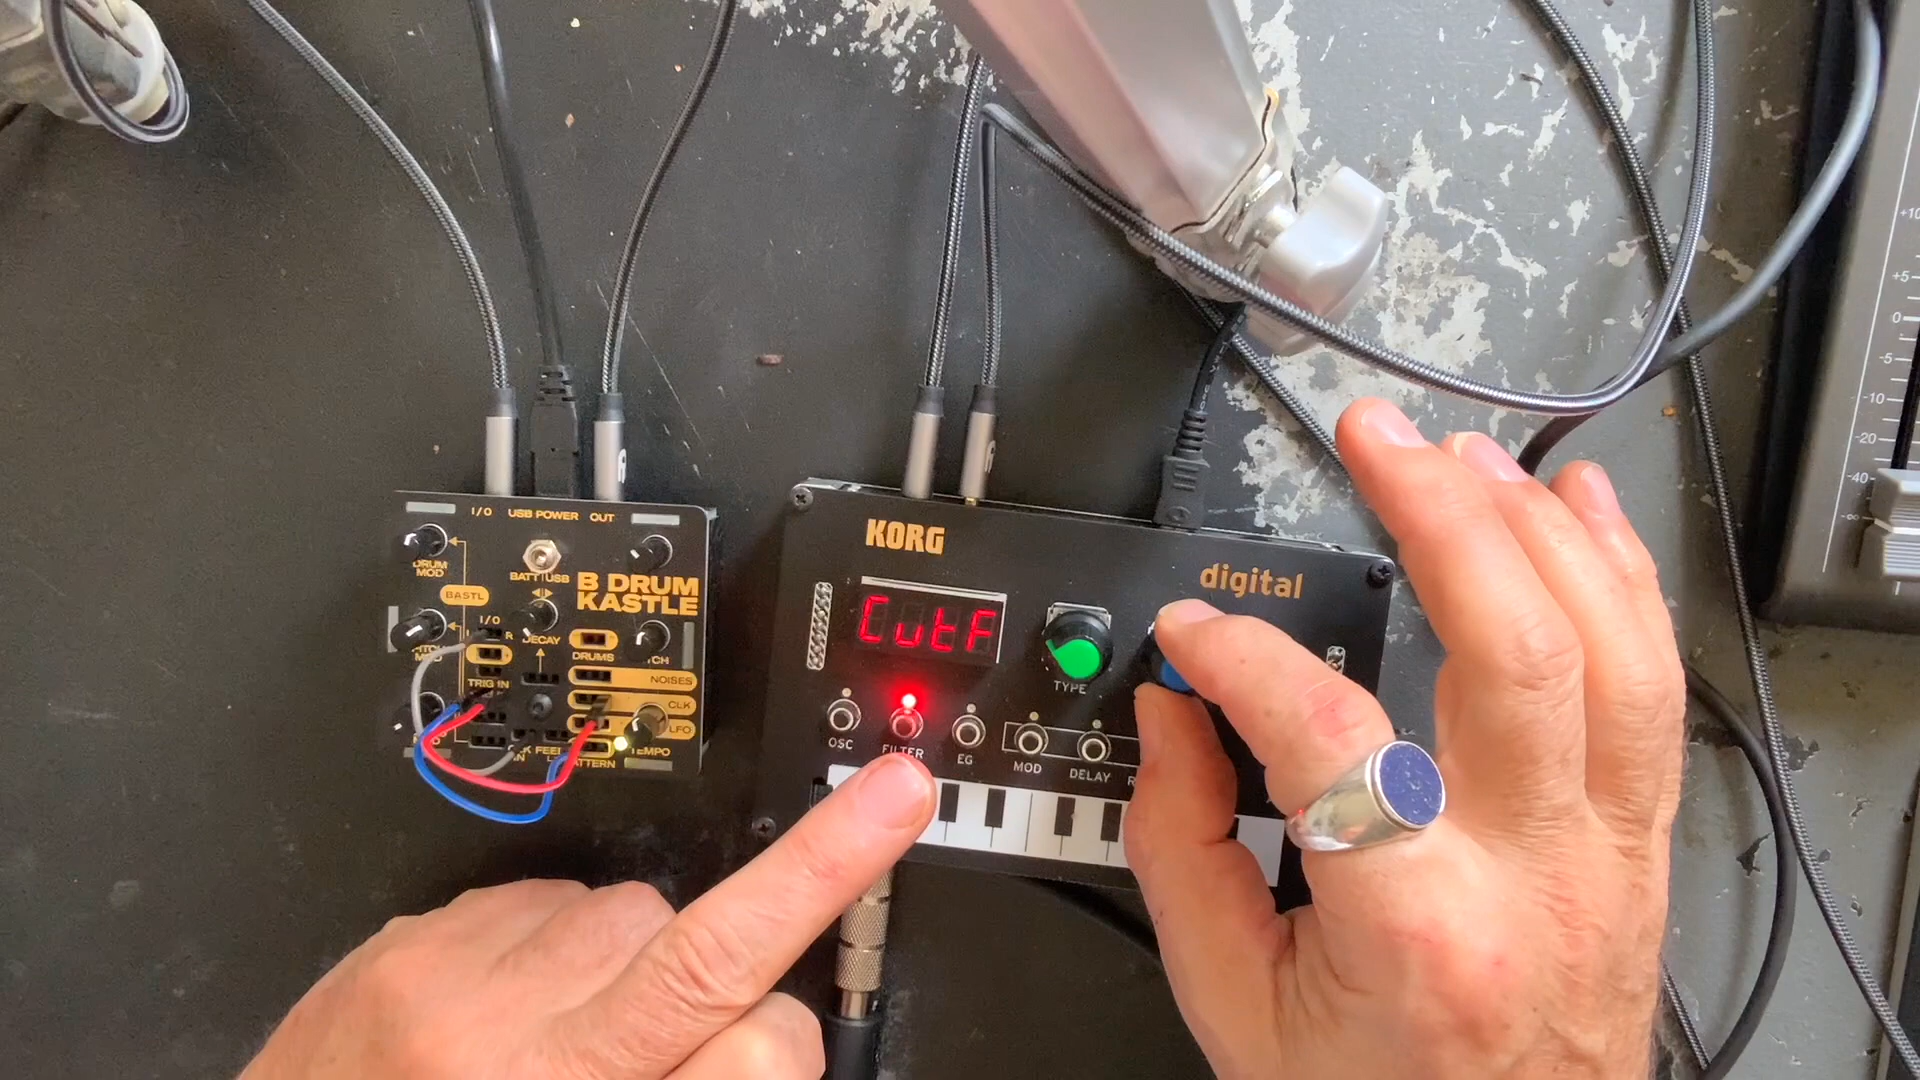 I/O USB POWER OUT
DRUM
MOD
BATT USB
B DRUM
KASTLE
BASTL
I/O
R
DECAY
DRUMS
NOISES
TRIG IN
CLK
LFO
TEMPO
KORG
digital
CutF
TYPE
OSC
FILTER
EG
MOD
DELAY
+10
+5
0
-5
-10
-20
-40
-∞